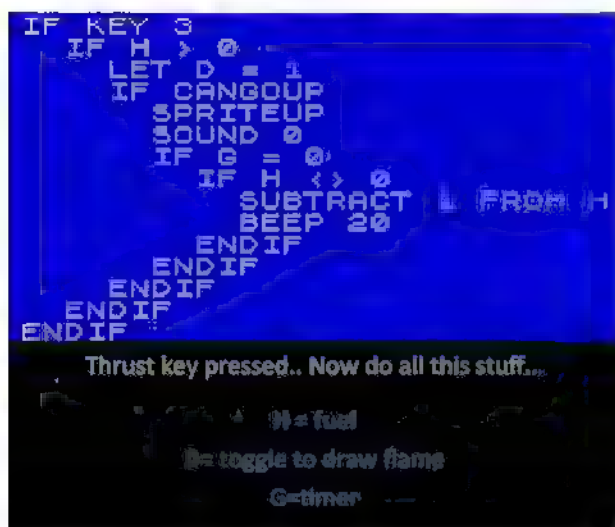 IF KEY 3
IF H > 0
LET D = 1
IF CANGOUP
SPRITEUP
SOUND 0
IF G = 0
IF H <> 0
SUBTRACT L FROM H
BEEP 20
ENDIF
ENDIF
ENDIF
ENDIF
ENDIF
Thrust key pressed.. Now do all this stuff...
H = fuel
D= toggle to draw flame
G=timer